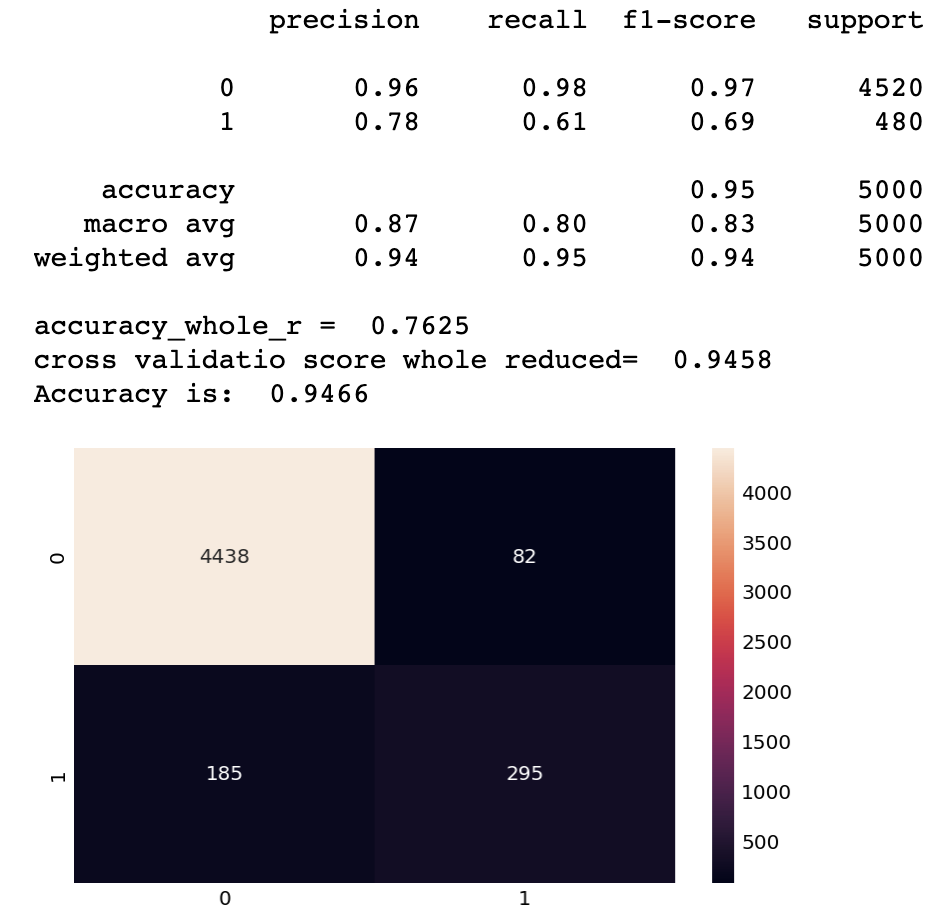 precision recall f1-score support
0 0.96 0.98 0.97 4520
1 0.78 0.61 0.69 480
accuracy 0.95 5000
macro avg 0.87 0.80 0.83 5000
weighted avg 0.94 0.95 0.94 5000
accuracy_whole_r = 0.7625
cross validatio score whole reduced= 0.9458
Accuracy is: 0.9466
0
4438
82
1
185
295
0 1
4000
3500
3000
2500
2000
1500
1000
500